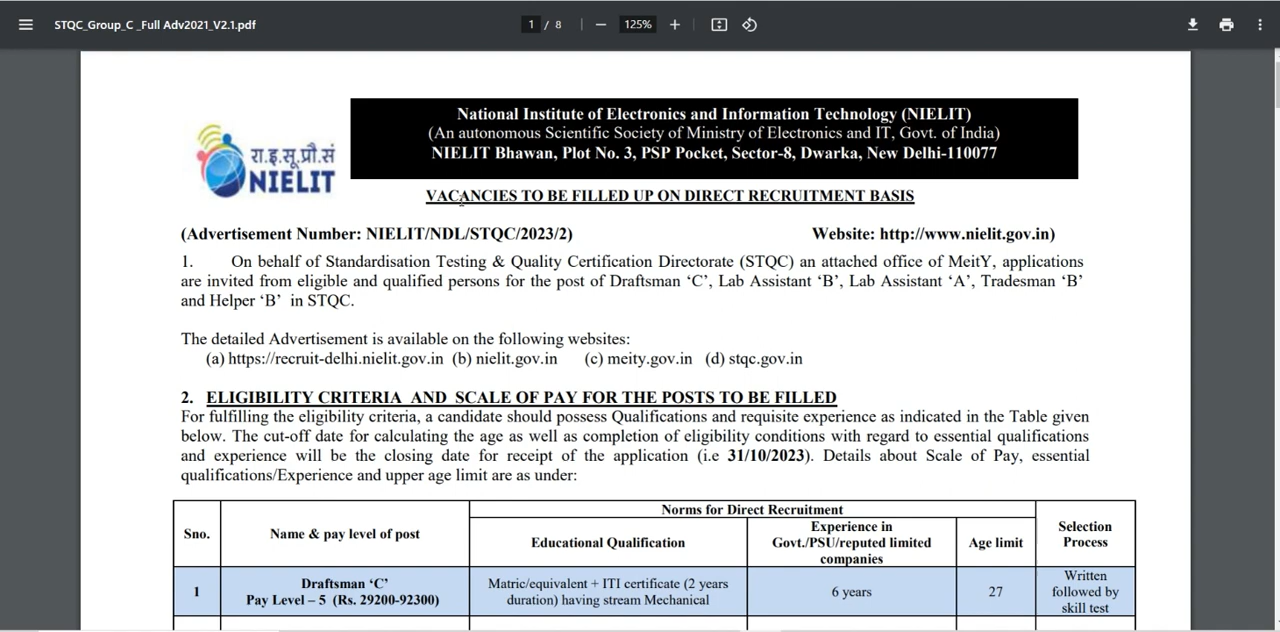 STQC_Group_C _Full Adv2021_V2.1.pdf
1 / 8
125%
रा.इ.सू.प्रौ.सं
NIELIT
National Institute of Electronics and Information Technology (NIELIT)
(An autonomous Scientific Society of Ministry of Electronics and IT, Govt. of India)
NIELIT Bhawan, Plot No. 3, PSP Pocket, Sector-8, Dwarka, New Delhi-110077
VACANCIES TO BE FILLED UP ON DIRECT RECRUITMENT BASIS
(Advertisement Number: NIELIT/NDL/STQC/2023/2) Website: http://www.nielit.gov.in)
1. On behalf of Standardisation Testing & Quality Certification Directorate (STQC) an attached office of MeitY, applications
are invited from eligible and qualified persons for the post of Draftsman ‘C’, Lab Assistant ‘B’, Lab Assistant ‘A’, Tradesman ‘B’
and Helper ‘B’ in STQC.
The detailed Advertisement is available on the following websites:
(a) https://recruit-delhi.nielit.gov.in (b) nielit.gov.in (c) meity.gov.in (d) stqc.gov.in
2. ELIGIBILITY CRITERIA AND SCALE OF PAY FOR THE POSTS TO BE FILLED
For fulfilling the eligibility criteria, a candidate should possess Qualifications and requisite experience as indicated in the Table given
below. The cut-off date for calculating the age as well as completion of eligibility conditions with regard to essential qualifications
and experience will be the closing date for receipt of the application (i.e 31/10/2023). Details about Scale of Pay, essential
qualifications/Experience and upper age limit are as under:
Sno.
Name & pay level of post
Norms for Direct Recruitment
Educational Qualification
Experience in
Govt./PSU/reputed limited
companies
Age limit
Selection
Process
1
Draftsman ‘C’
Pay Level – 5 (Rs. 29200-92300)
Matric/equivalent + ITI certificate (2 years
duration) having stream Mechanical
6 years
27
Written
followed by
skill test